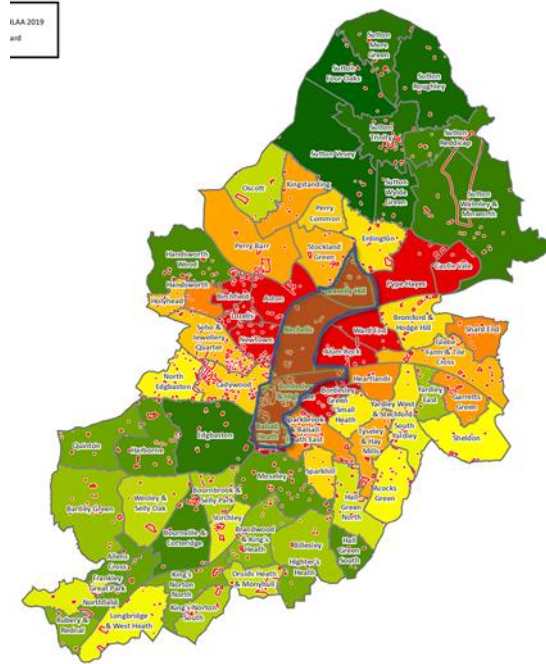 HLAA 2019
ard
Sutton
Mere
Green
Sutton
Four Oaks
Sutton
Roughley
Sutton
Trinity
Sutton
Reddicap
Sutton Vesey
Sutton
Wylde
Green
Sutton
Walmley &
Minworth
Oscott
Kingstanding
Perry
Common
Erdington
Perry Barr
Stockland
Green
Handsworth
Wood
Handsworth
Holyhead
Birchfield
Aston
Lozells
Newtown
Gravelly Hill
Pype Hayes
Castle Vale
Nechells
Ward End
Alum Rock
Bromford &
Hodge Hill
Shard End
Glebe
Farm & Tile
Cross
Soho &
Jewellery
Quarter
North
Edgbaston
Ladywood
Bordesley
Green
Heartlands
Small
Heath
Yardley West
& Stechford
Yardley
East
Garretts
Green
South
Yardley
Sheldon
Tyseley
& Hay
Mills
Sparkbrook
Balsall
Heath
Sparkhill
Acocks
Green
Hall
Green
North
Hall
Green
South
Quinton
Harborne
Edgbaston
Moseley
Bartley Green
Weoley &
Selly Oak
Bournbrook &
Selly Park
Stirchley
Bournville &
Cotteridge
Brandwood
& King's
Heath
Billesley
Highter's
Heath
Allens
Cross
Frankley
Great Park
Northfield
Rubery &
Rednal
Longbridge
& West Heath
King's
Norton
North
King's Norton
South
Druids Heath
& Monyhull